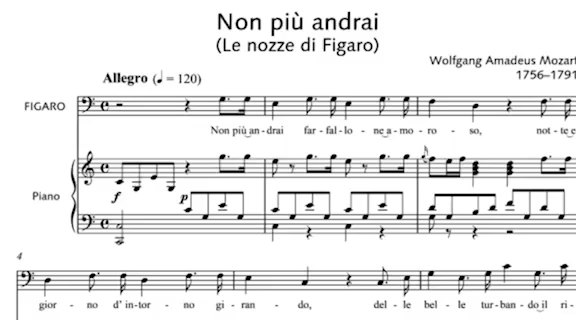 Non più andrai
(Le nozze di Figaro)
Wolfgang Amadeus Mozart
1756–1791
Allegro (♩ = 120)
FIGARO
Non più an - drai far - fal - lo - ne a - mo - ro - so, not - te e
Piano
f p
4
gior - no d'in - tor - no gi - ran - do, del - le bel - le tur - ban - do il ri -